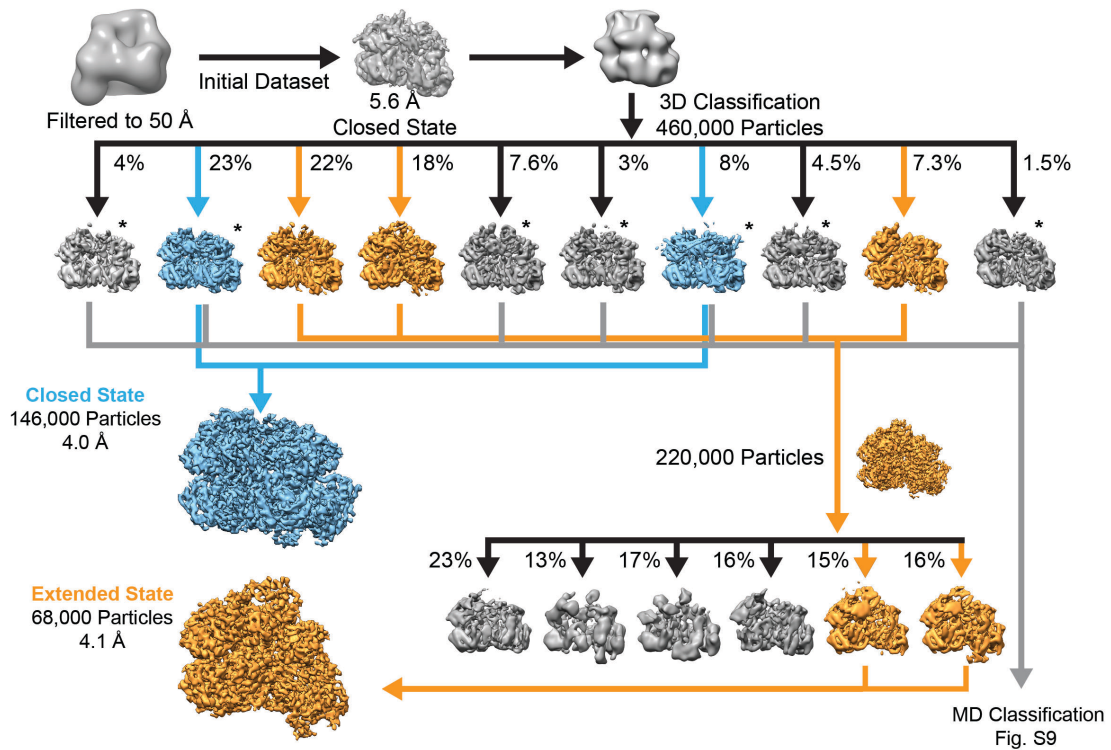 Filtered to 50 Å
Initial Dataset
5.6 Å
Closed State
3D Classification
460,000 Particles
4%
23%
22%
18%
7.6%
3%
8%
4.5%
7.3%
1.5%
*
*
*
*
*
*
*
Closed State
146,000 Particles
4.0 Å
220,000 Particles
23%
13%
17%
16%
15%
16%
Extended State
68,000 Particles
4.1 Å
MD Classification
Fig. S9